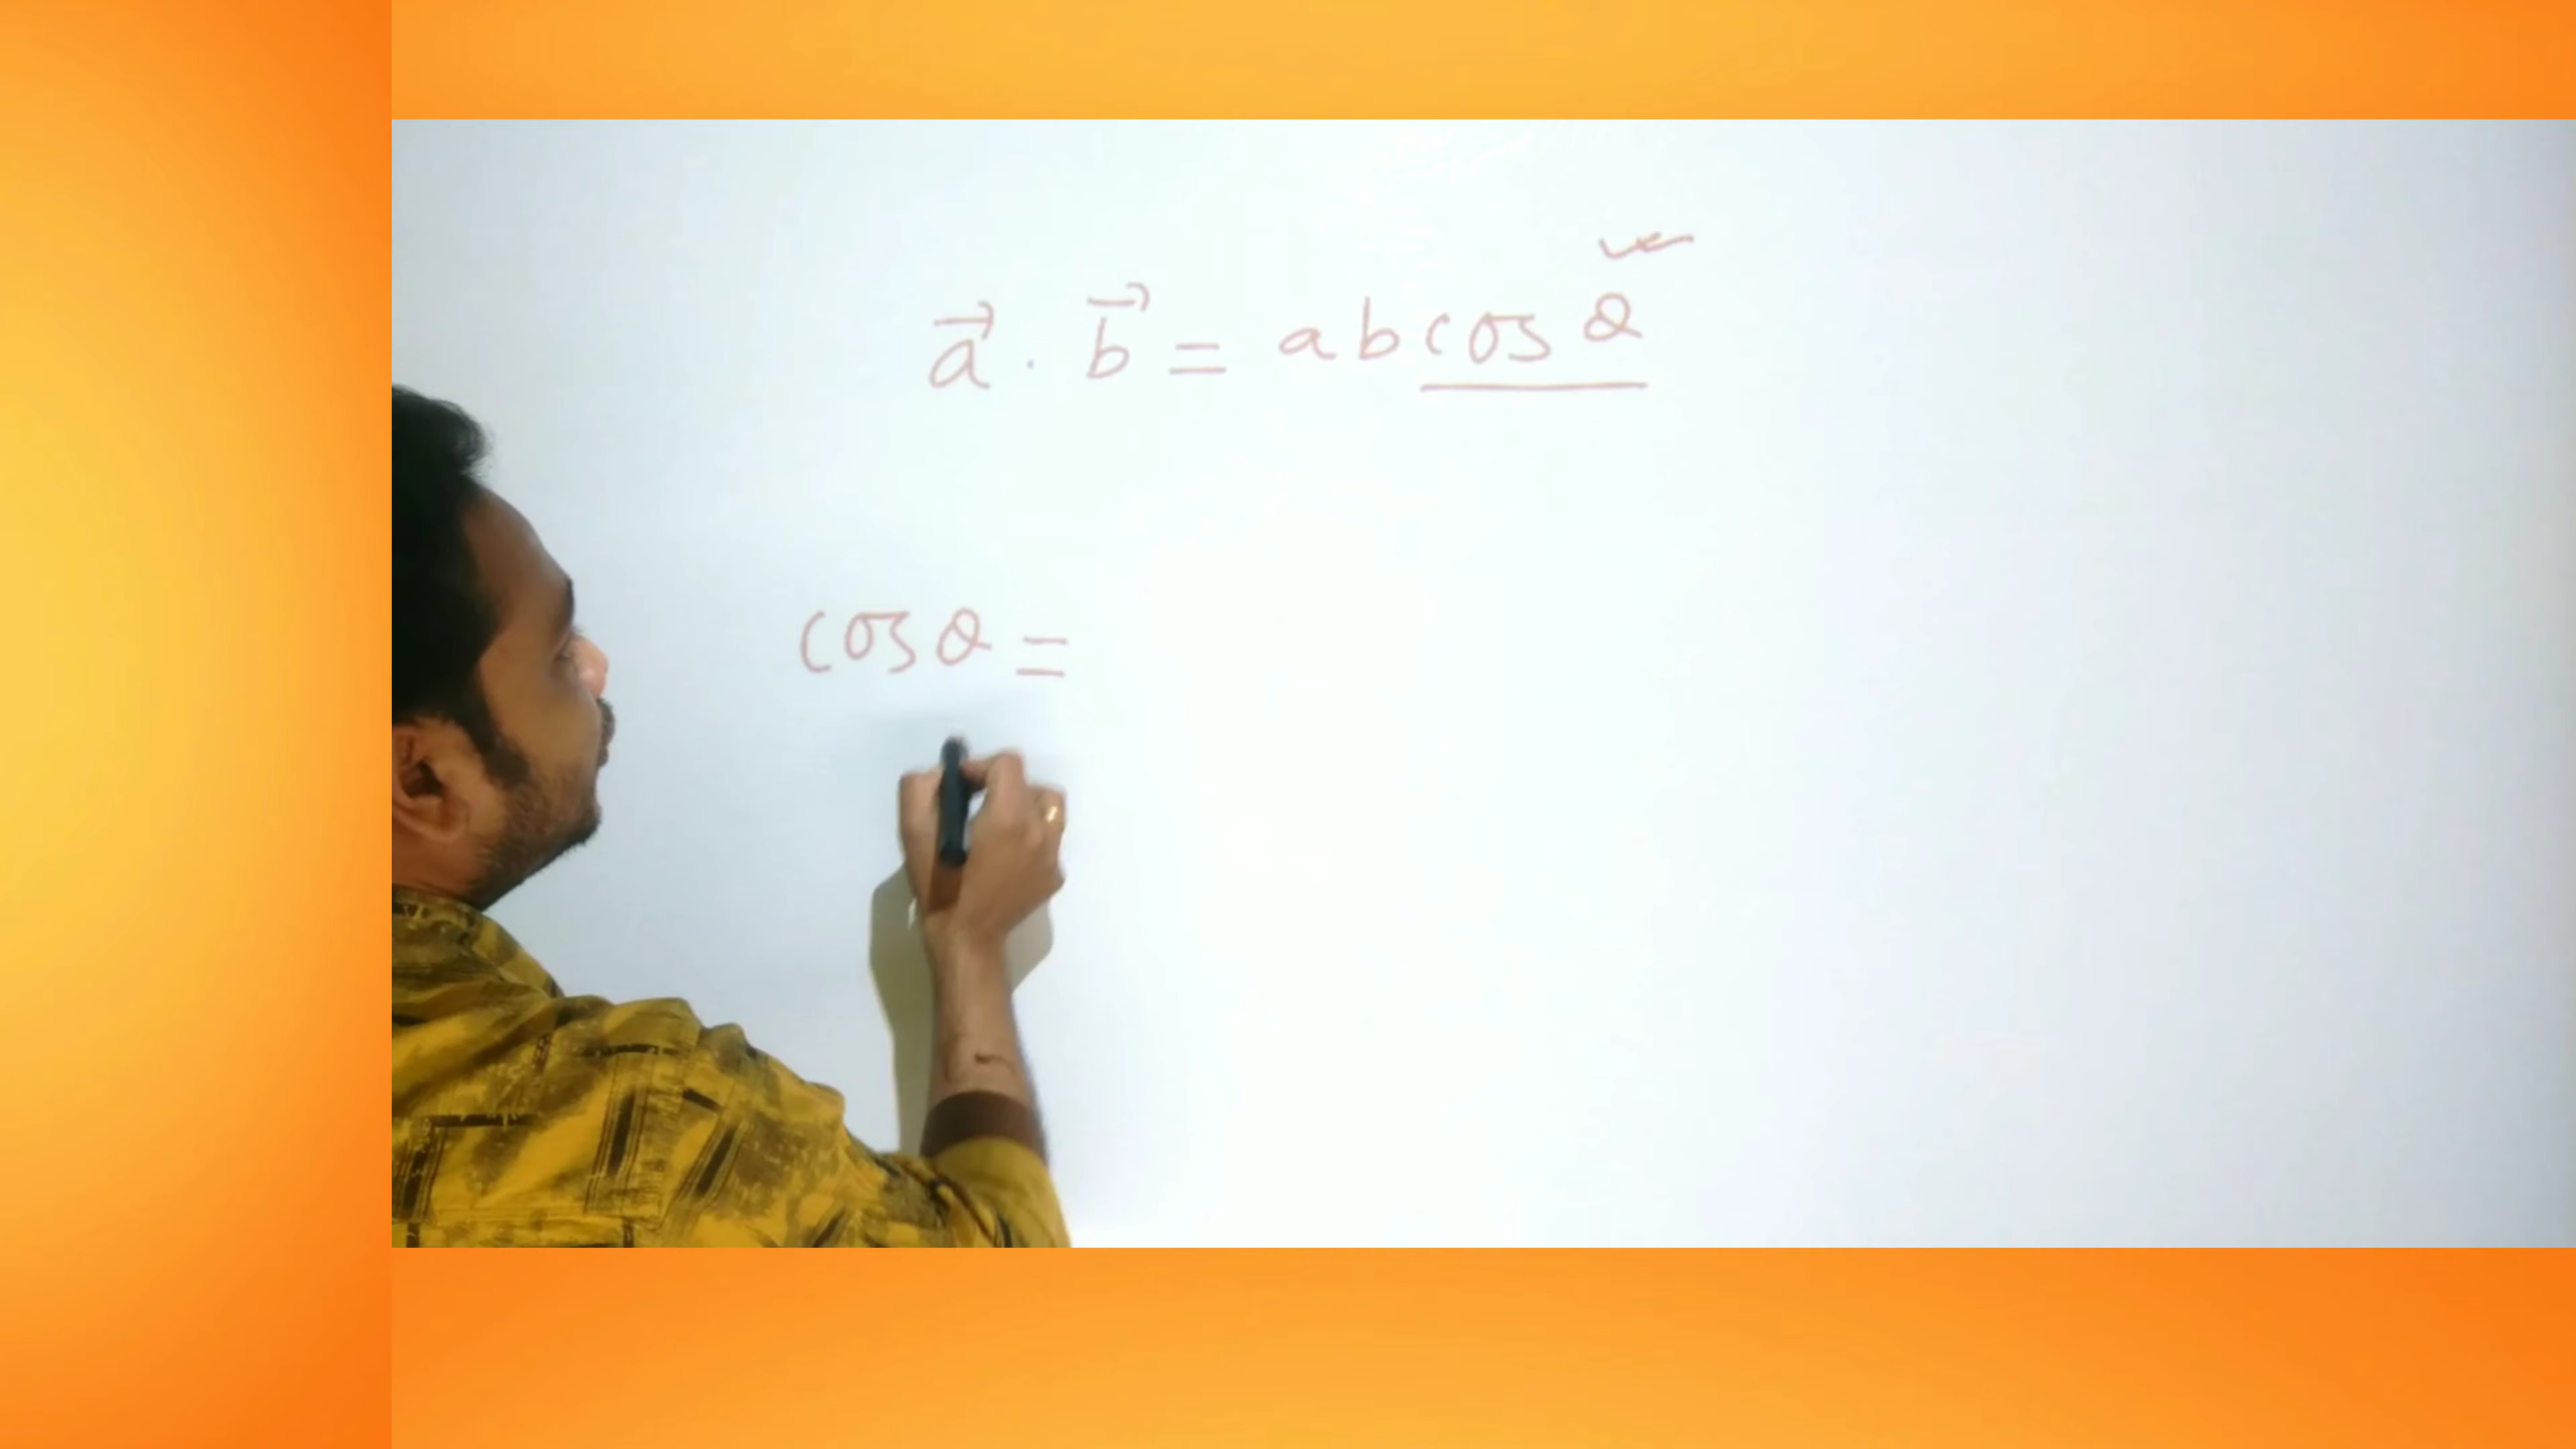 a⃗ . b⃗ = ab cos θ
cos θ =